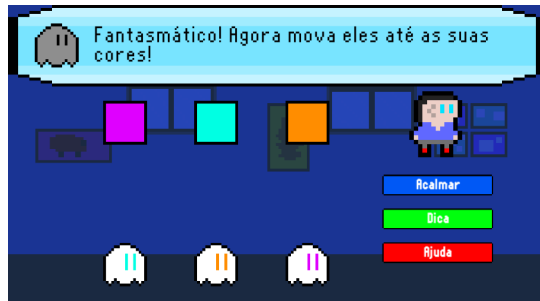 Fantasmático! Agora mova eles até as suas
cores!
Acalmar
Dica
Ajuda